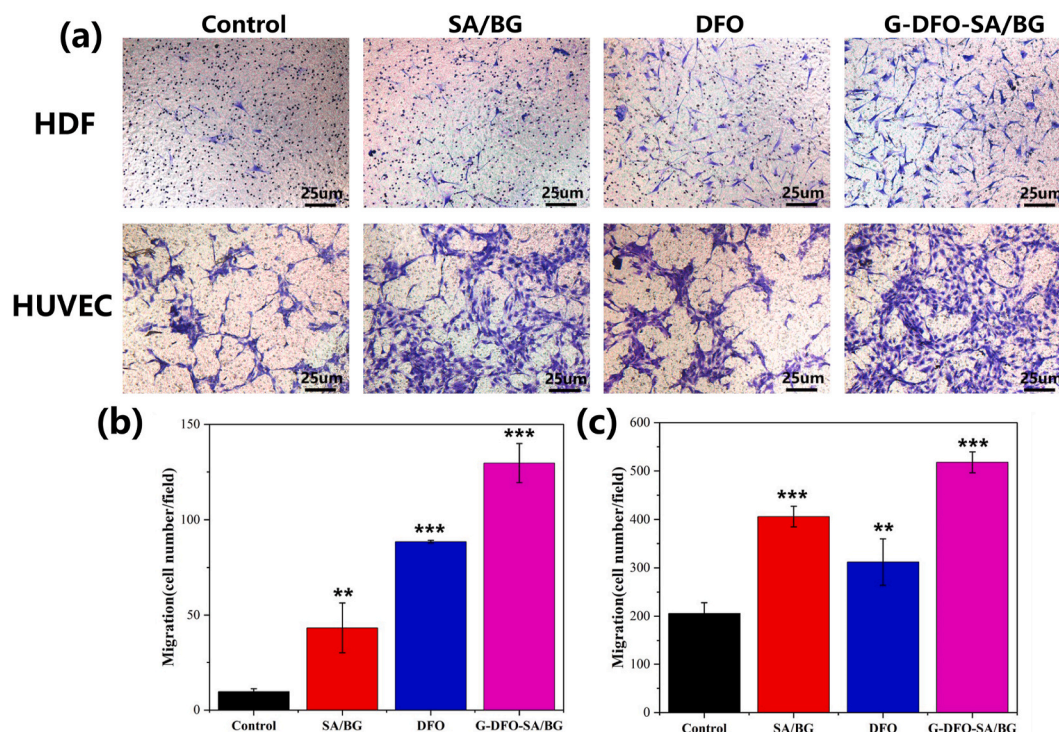 (a)
Control SA/BG DFO G-DFO-SA/BG
HDF
25um 25um 25um 25um
HUVEC
25um 25um 25um 25um
(b)
Migration(cell number/field)
150
100
50
0
** *** ***
Control SA/BG DFO G-DFO-SA/BG
(c)
Migration(cell number/field)
600
500
400
300
200
100
0
*** ** ***
Control SA/BG DFO G-DFO-SA/BG